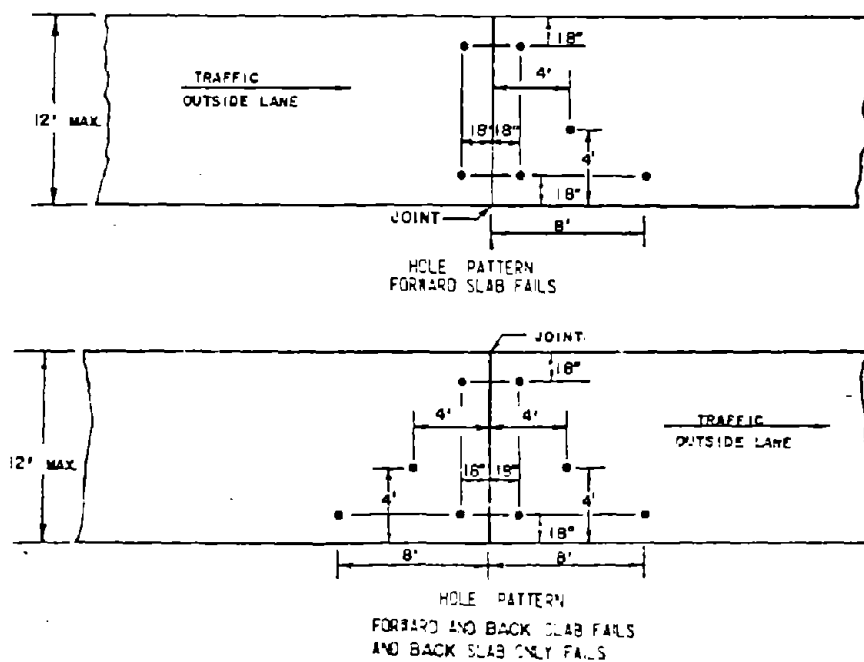 18"
4'
TRAFFIC
OUTSIDE LANE
12' MAX.
18" 18"
4'
18"
JOINT
8'
HOLE PATTERN
FORWARD SLAB FAILS
JOINT
18"
4' 4'
TRAFFIC
OUTSIDE LANE
12' MAX.
18" 18"
4' 4'
18"
8' 8'
HOLE PATTERN
FORWARD AND BACK SLAB FAILS
AND BACK SLAB ONLY FAILS